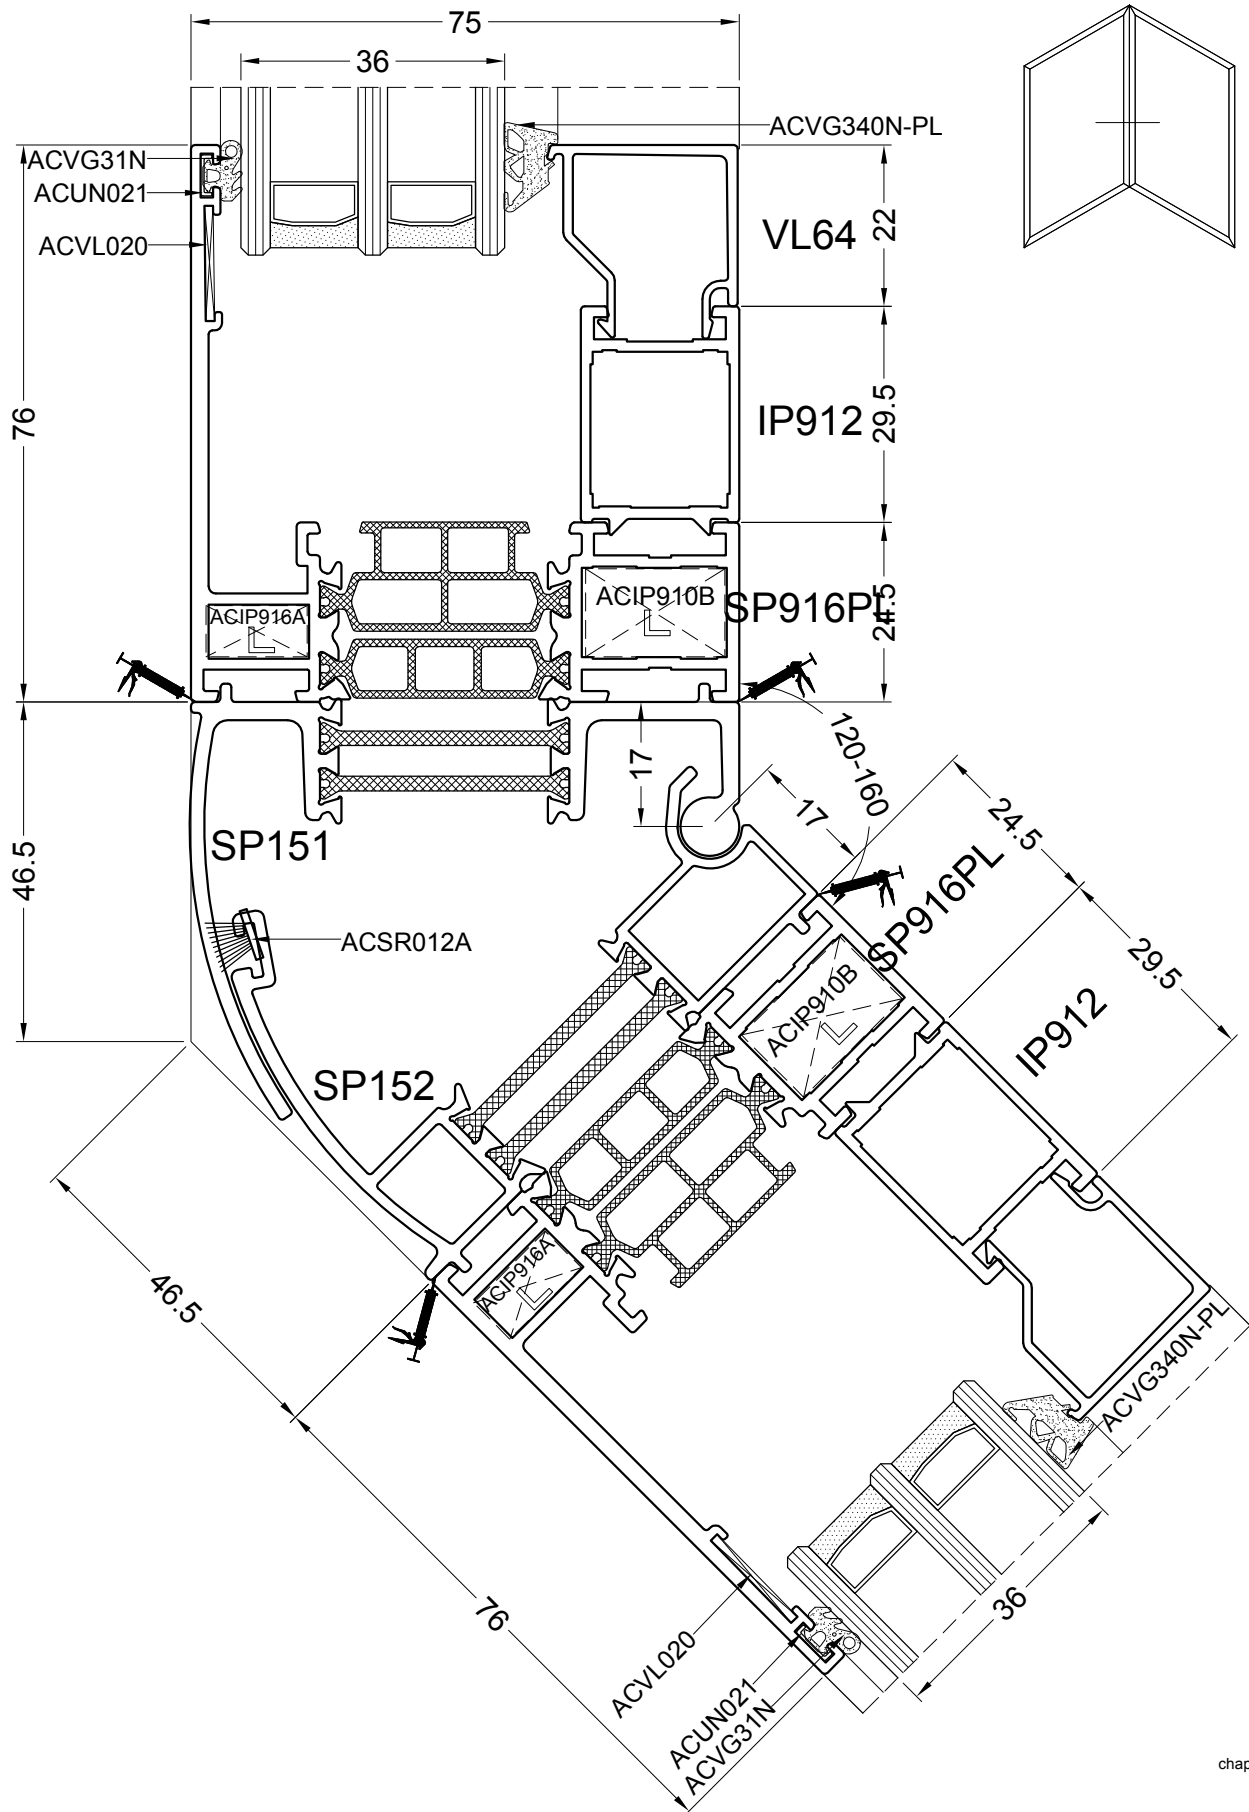 75
36
ACVG340N-PL
ACVG31N
ACUN021
ACVL020
VL64
22
76
IP912
29.5
ACIP916A
L
ACIP910B
L
SP916PL
24.5
120-160
17
17
24.5
SP151
46.5
SP916PL
29.5
ACSR012A
ACIP910B
L
IP912
SP152
ACIP916A
L
46.5
ACVG340N-PL
36
76
ACVL020
ACUN021
ACVG31N
chap